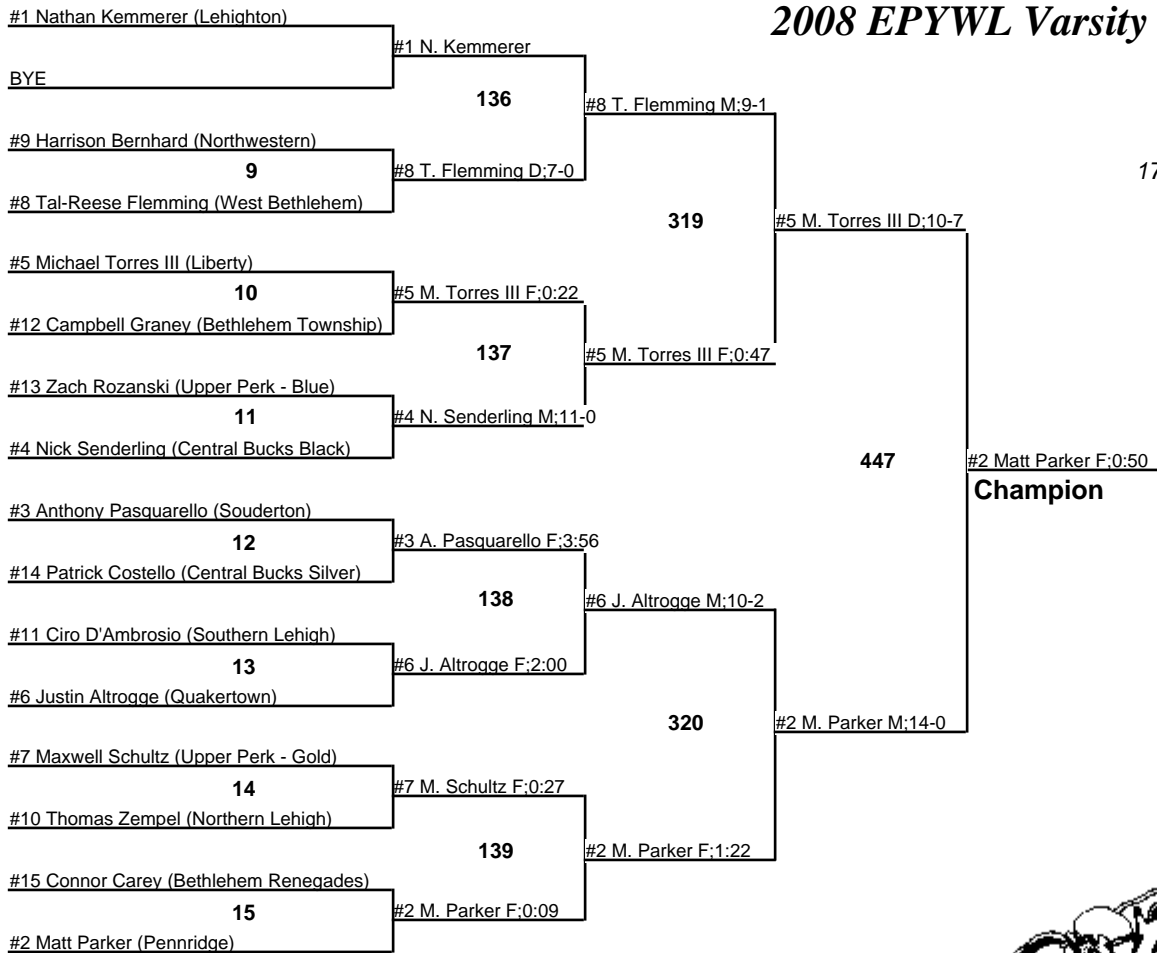 2008 EPYWL Varsity
#1 Nathan Kemmerer (Lehighton)
#1 N. Kemmerer
BYE
136
#8 T. Flemming M;9-1
#9 Harrison Bernhard (Northwestern)
9
#8 T. Flemming D;7-0
17
#8 Tal-Reese Flemming (West Bethlehem)
319
#5 M. Torres III D;10-7
#5 Michael Torres III (Liberty)
10
#5 M. Torres III F;0:22
#12 Campbell Graney (Bethlehem Township)
137
#5 M. Torres III F;0:47
#13 Zach Rozanski (Upper Perk - Blue)
11
#4 N. Senderling M;11-0
#4 Nick Senderling (Central Bucks Black)
447
#2 Matt Parker F;0:50
Champion
#3 Anthony Pasquarello (Souderton)
12
#3 A. Pasquarello F;3:56
#14 Patrick Costello (Central Bucks Silver)
138
#6 J. Altrogge M;10-2
#11 Ciro D'Ambrosio (Southern Lehigh)
13
#6 J. Altrogge F;2:00
#6 Justin Altrogge (Quakertown)
320
#2 M. Parker M;14-0
#7 Maxwell Schultz (Upper Perk - Gold)
14
#7 M. Schultz F;0:27
#10 Thomas Zempel (Northern Lehigh)
139
#2 M. Parker F;1:22
#15 Connor Carey (Bethlehem Renegades)
15
#2 M. Parker F;0:09
#2 Matt Parker (Pennridge)